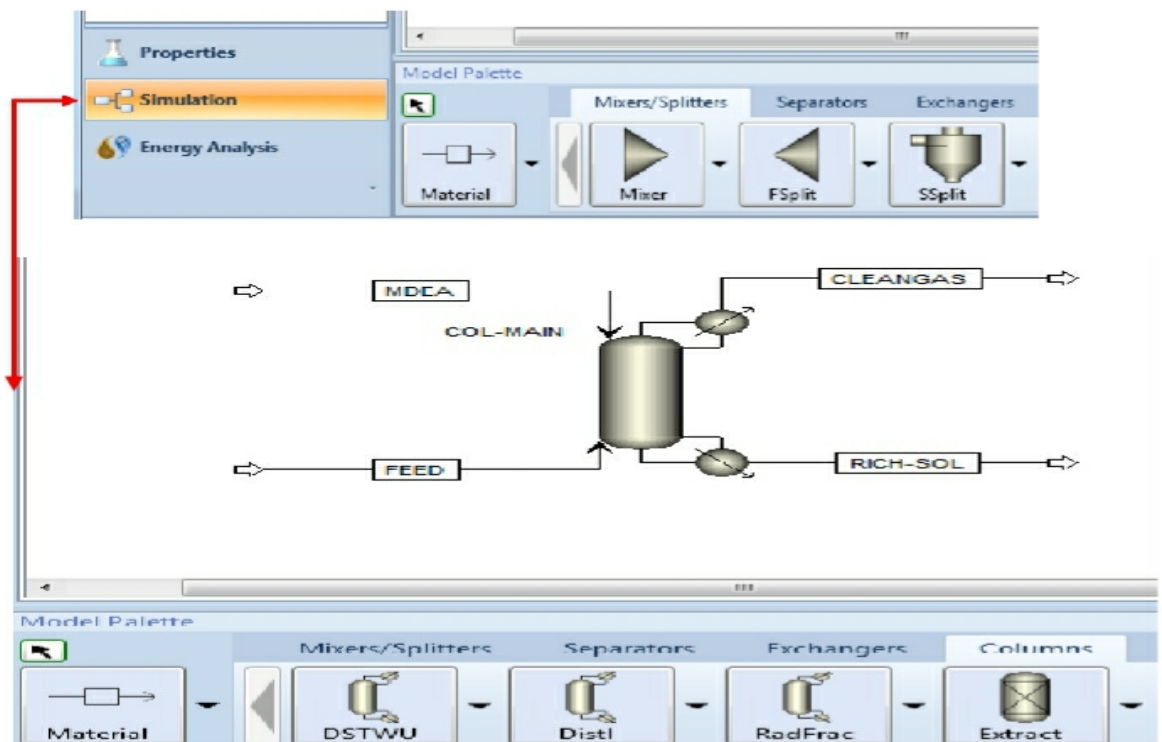 Properties
Simulation
Energy Analysis
Model Palette
Mixers/Splitters Separators Exchangers
Material Mixer FSplit SSplit
CLEANGAS
MDEA
COL-MAIN
FEED
RICH-SOL
Model Palette
Mixers/Splitters Separators Exchangers Columns
Material DSTWU Distl RadFrac Extract